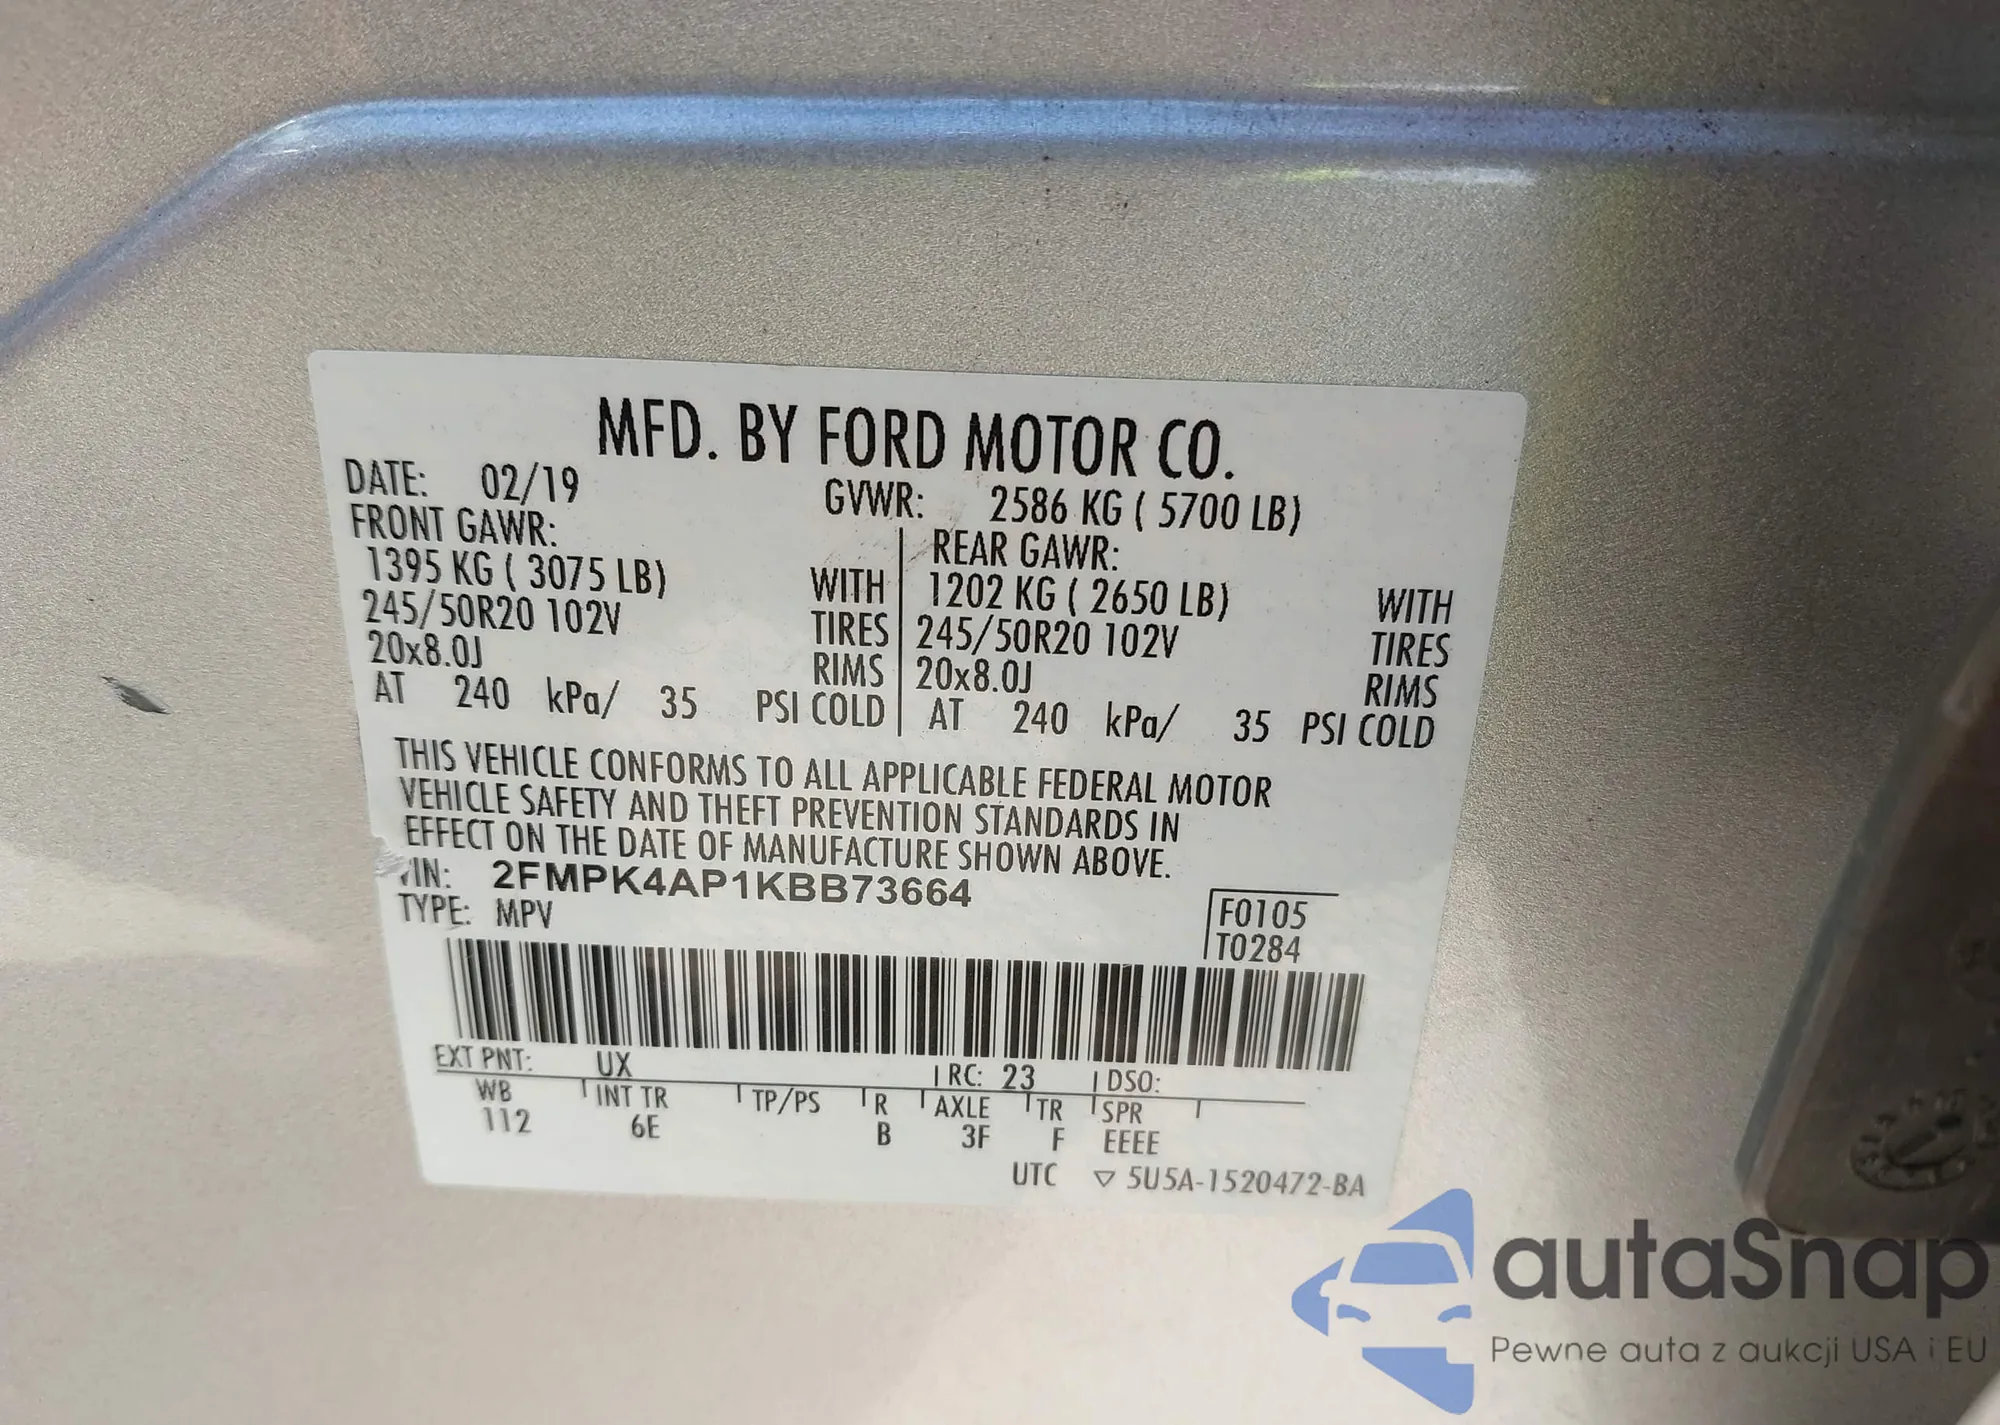 MFD. BY FORD MOTOR CO.
DATE: 02/19 GVWR: 2586 KG ( 5700 LB)
FRONT GAWR: REAR GAWR:
1395 KG ( 3075 LB) WITH 1202 KG ( 2650 LB) WITH
245/50R20 102V TIRES 245/50R20 102V TIRES
20x8.0J RIMS 20x8.0J RIMS
AT 240 kPa/ 35 PSI COLD AT 240 kPa/ 35 PSI COLD
THIS VEHICLE CONFORMS TO ALL APPLICABLE FEDERAL MOTOR
VEHICLE SAFETY AND THEFT PREVENTION STANDARDS IN
EFFECT ON THE DATE OF MANUFACTURE SHOWN ABOVE.
VIN: 2FMPK4AP1KBB73664
TYPE: MPV F0105
T0284
EXT PNT: UX RC: 23 DSO:
WB INT TR TP/PS R AXLE TR SPR
112 6E B 3F F EEEE
UTC ▽ 5U5A-1520472-BA
autaSnap
Pewne auta z aukcji USA i EU